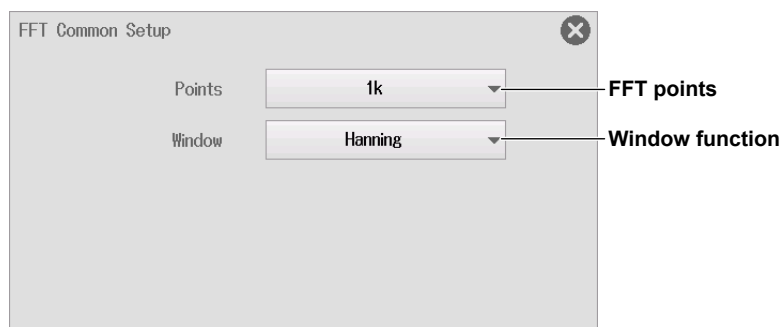 FFT Common Setup
Points 1k FFT points
Window Hanning Window function